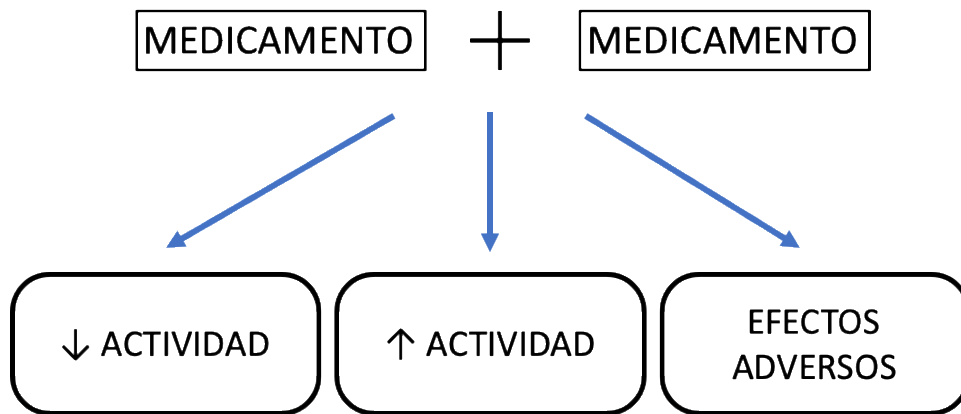 MEDICAMENTO + MEDICAMENTO
↓ ACTIVIDAD
↑ ACTIVIDAD
EFECTOS
ADVERSOS